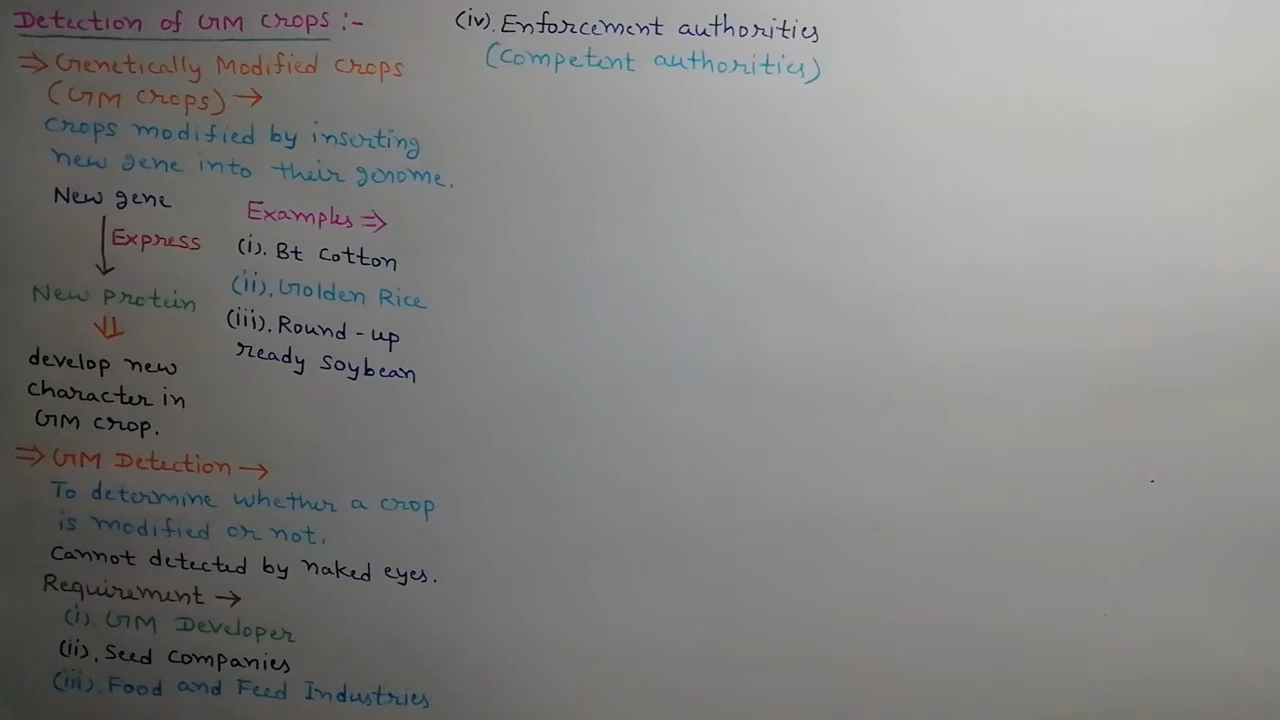 Detection of GM Crops :-
⇒ Genetically Modified Crops
(GM Crops) →
Crops modified by inserting
new gene into their genome.
New gene
Express
New Protein
⇓
develop new
character in
GM crop.
Examples ⇒
(i). Bt Cotton
(ii). Golden Rice
(iii). Round-up
ready Soybean
⇒ GM Detection →
To determine whether a crop
is modified or not.
Cannot detected by naked eyes.
Requirement →
(i). GM Developer
(ii). Seed Companies
(iii). Food and Feed Industries
(iv). Enforcement authorities
(Competent authorities)